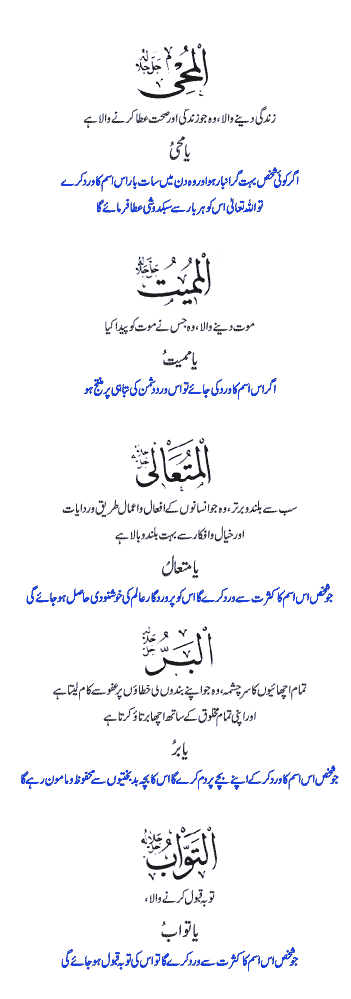 الْمُحْيِ جل جلالہ
زندگی دینے والا، وہ جو زندگی اور صحت عطا کرنے والا ہے
یا محیُ
اگر کوئی شخص بہت گرانبار ہو اور وہ دن میں سات بار اس اسم کا ورد کرے
تو اللہ تعالیٰ اس کو ہر بار سے سبکدوشی عطا فرمائے گا
الْمُمِيتُ جل جلالہ
موت دینے والا، وہ جس نے موت کو پیدا کیا
یا ممیتُ
اگر اس اسم کا ورد کی جائے تو اس ورد دشمن کی تباہی پر منتج ہو
الْمُتَعَالِي جل جلالہ
سب سے بلند و برتر، وہ جو انسانوں کے افعال و اعمال طریق و ردایات
اور خیال و افکار سے بہت بلند و بالا ہے
یا متعالُ
جو شخص اس اسم کا کثرت سے ورد کرے گا اس کو پروردگار عالم کی خوشنودی حاصل ہو جائے گی
الْبَرُّ جل جلالہ
تمام اچھائیوں کا سرچشمہ، وہ جو اپنے بندوں کی خطاؤں پر عفو سے کام لیتا ہے
اور اپنی تمام مخلوق کے ساتھ اچھا برتاؤ کرتا ہے
یا برُ
جو شخص اس اسم کا ورد کر کے اپنے بچے پر دم کرے گا اس کا بچہ بدبختیوں سے محفوظ و مامون رہے گا
التَّوَّابُ جل جلالہ
توبہ قبول کرنے والا،
یا توابُ
جو شخص اس اسم کا کثرت سے ورد کرے گا تو اس کی توبہ قبول ہو جائے گی